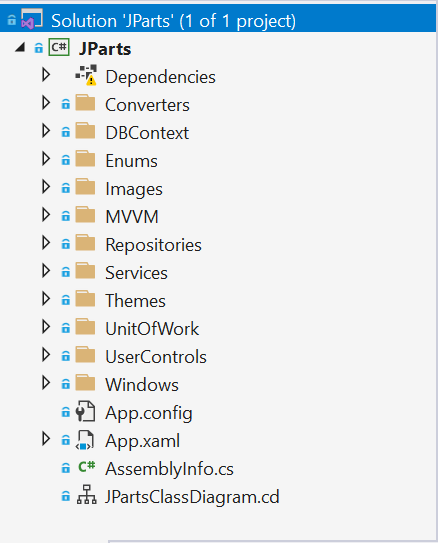 Solution 'JParts' (1 of 1 project)
C# JParts
Dependencies
Converters
DBContext
Enums
Images
MVVM
Repositories
Services
Themes
UnitOfWork
UserControls
Windows
App.config
App.xaml
C# AssemblyInfo.cs
JPartsClassDiagram.cd